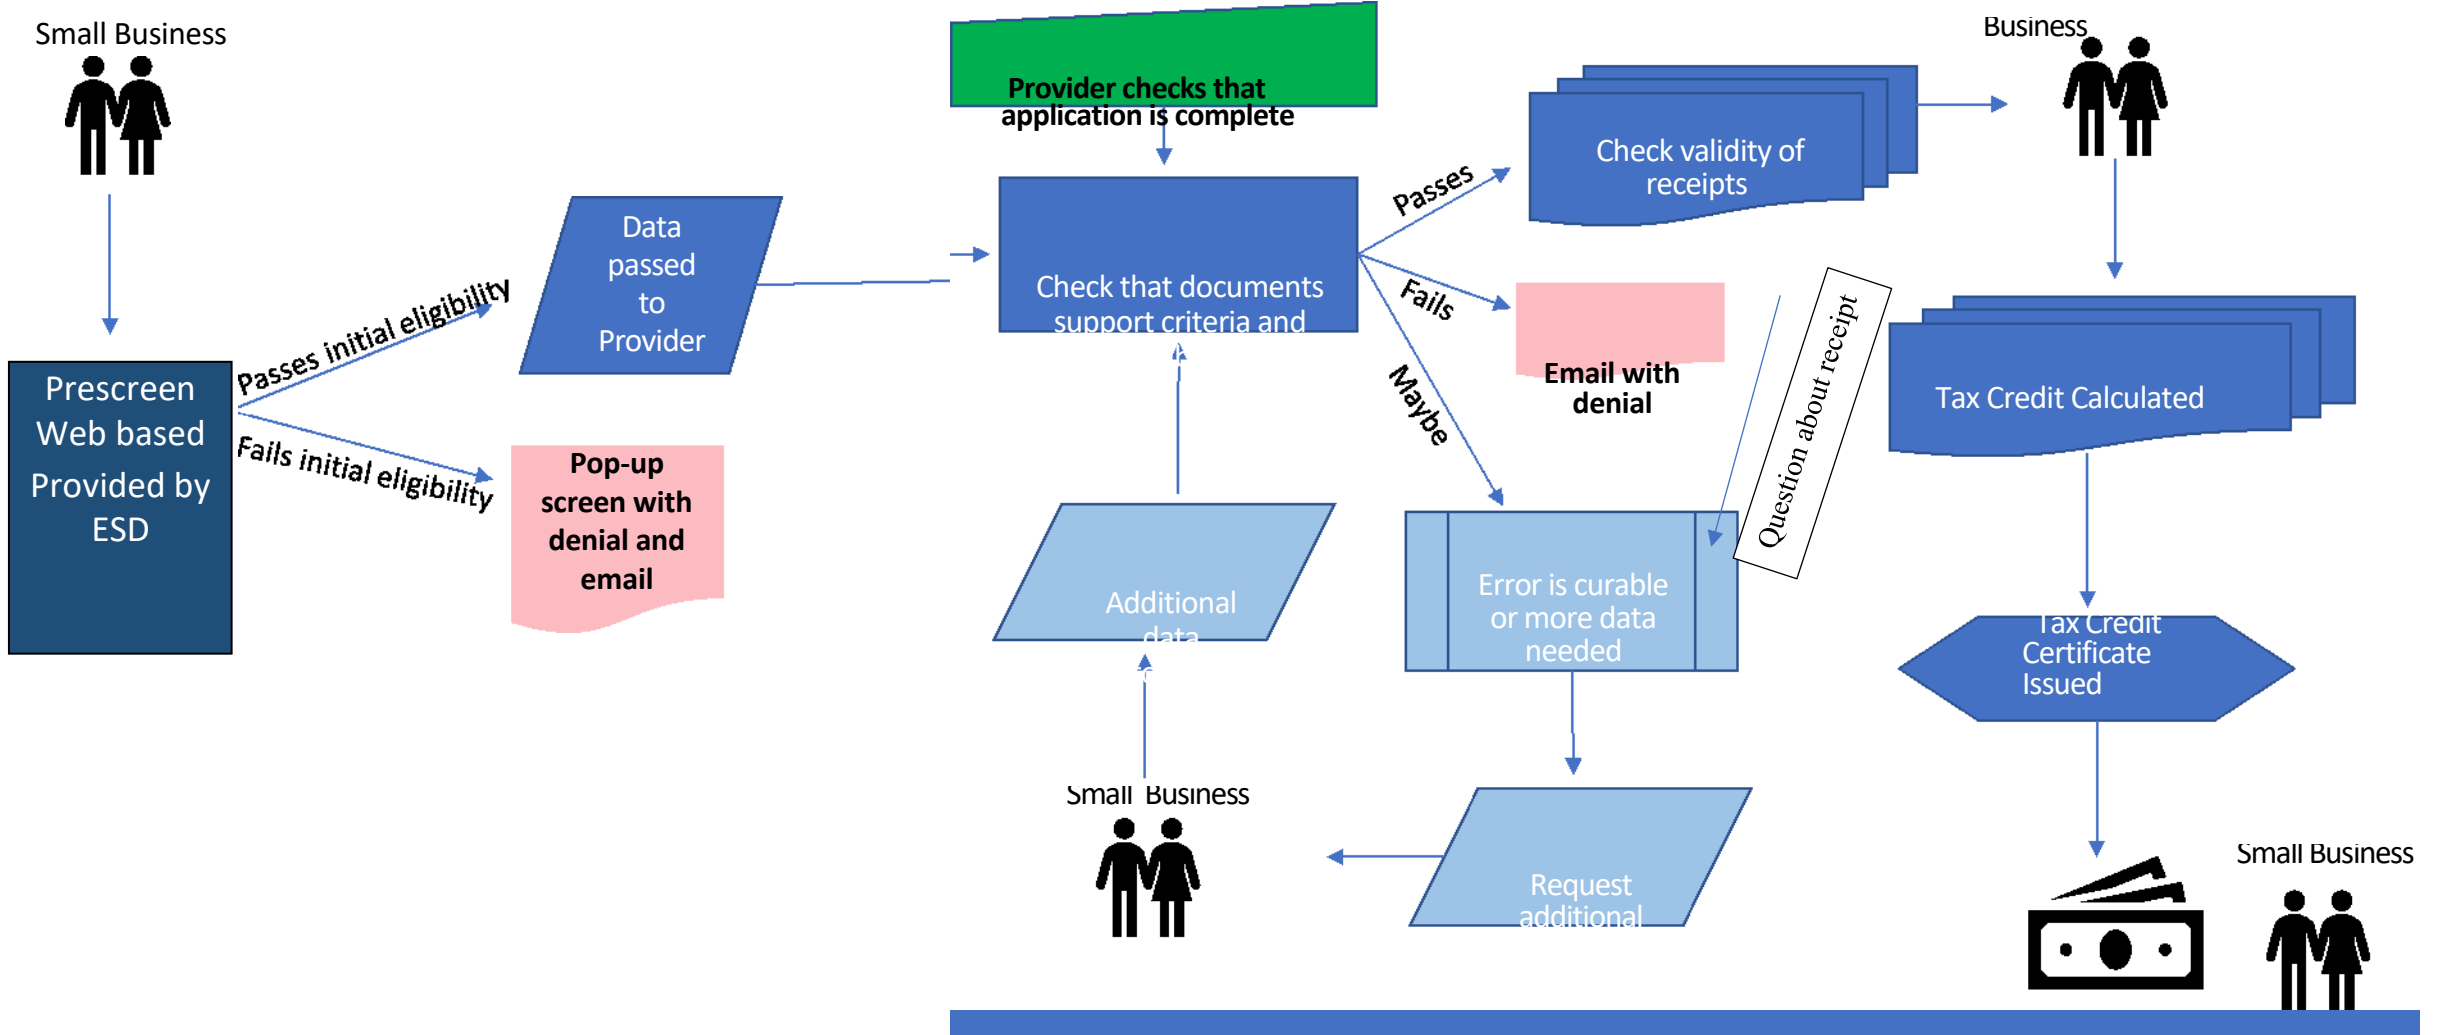 Small Business
Prescreen
Web based
Provided by
ESD
Passes initial eligibility
Fails initial eligibility
Data
passed
to
Provider
Pop-up
screen with
denial and
email
Provider checks that
application is complete
Check that documents
support criteria and
Passes
Fails
Maybe
Check validity of
receipts
Email with
denial
Question about receipt
Error is curable
or more data
needed
Request
additional
Small Business
Additional
data
Business
Tax Credit Calculated
Tax Credit
Certificate
Issued
Small Business